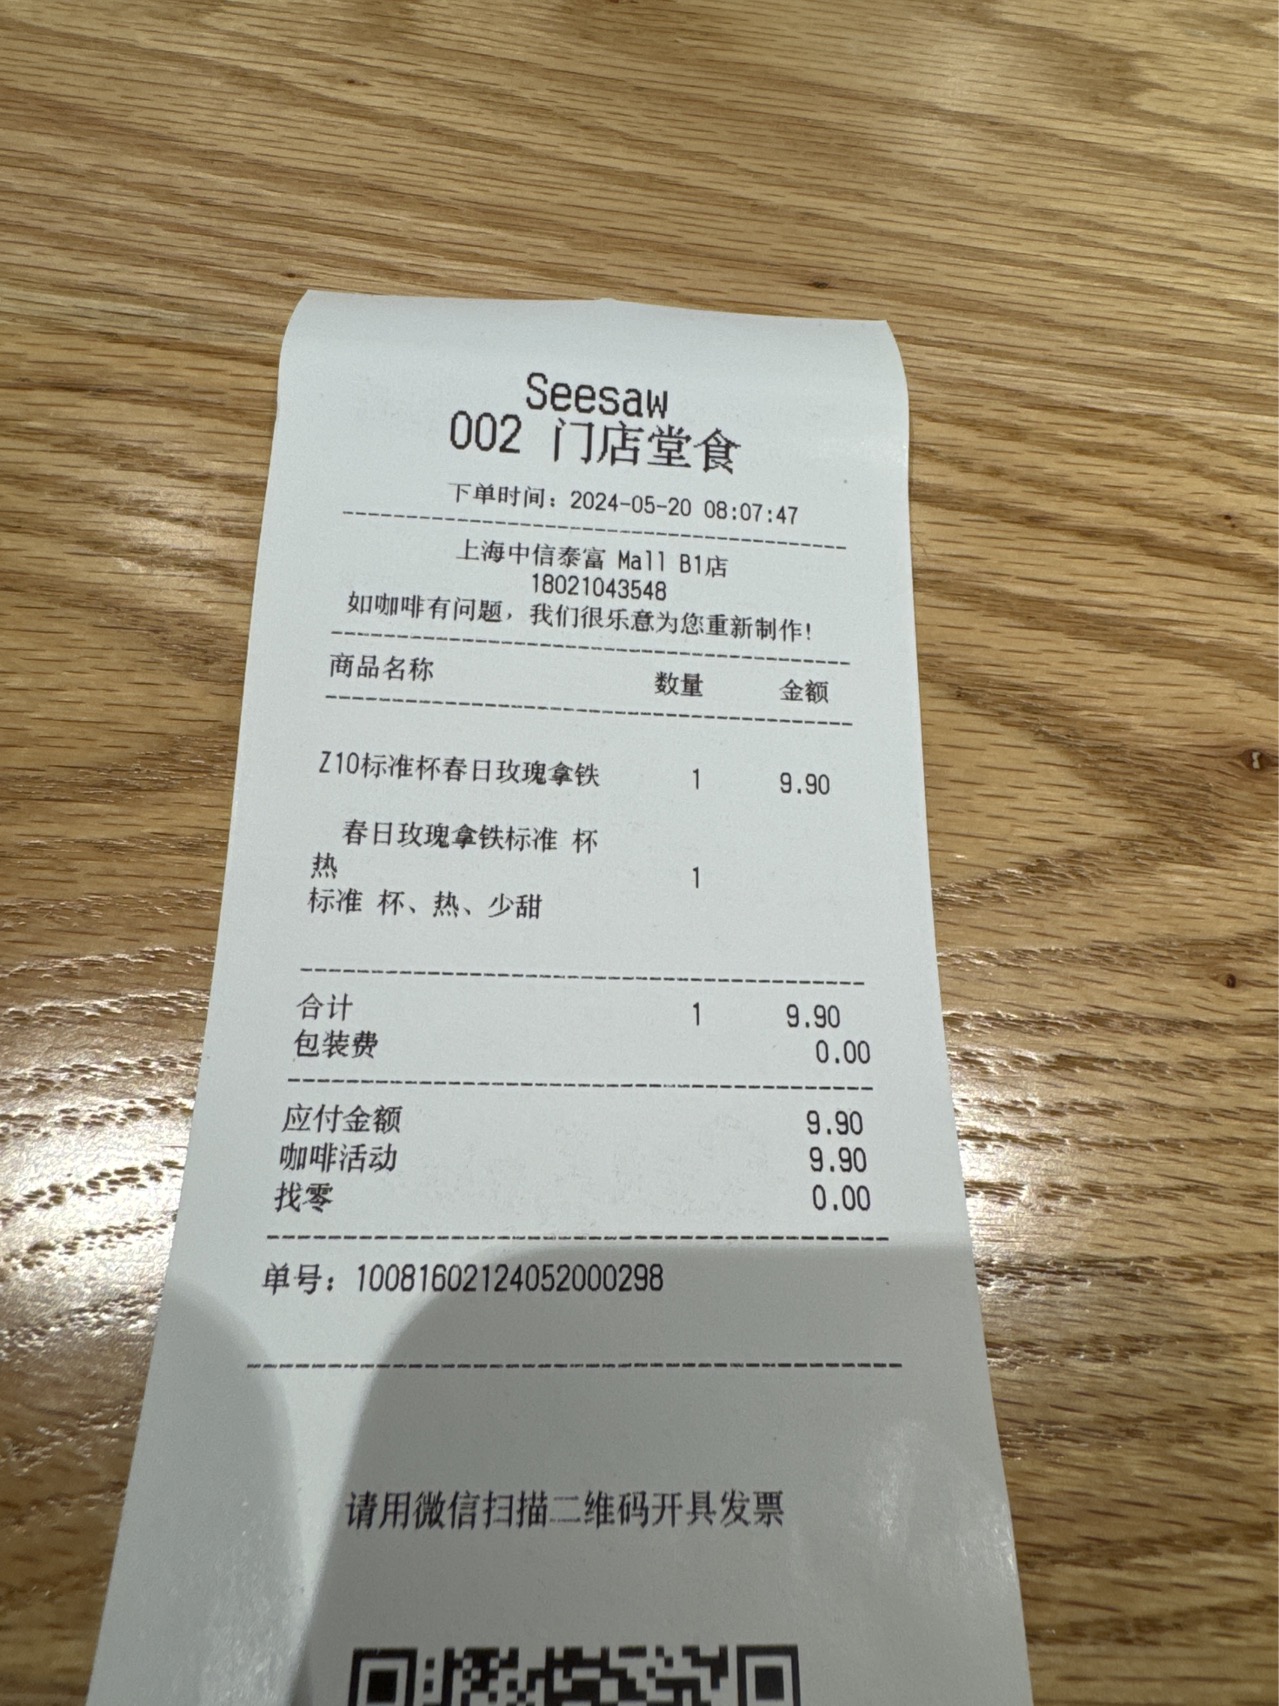 Seesaw
002 门店堂食
下单时间：2024-05-20 08:07:47
上海中信泰富 Mall B1店
18021043548
如咖啡有问题，我们很乐意为您重新制作!
商品名称 数量 金额
Z10标准杯春日玫瑰拿铁 1 9.90
春日玫瑰拿铁标准 杯
热 1
标准 杯、热、少甜
合计 1 9.90
包装费 0.00
应付金额 9.90
咖啡活动 9.90
找零 0.00
单号：10081602124052000298
请用微信扫描二维码开具发票